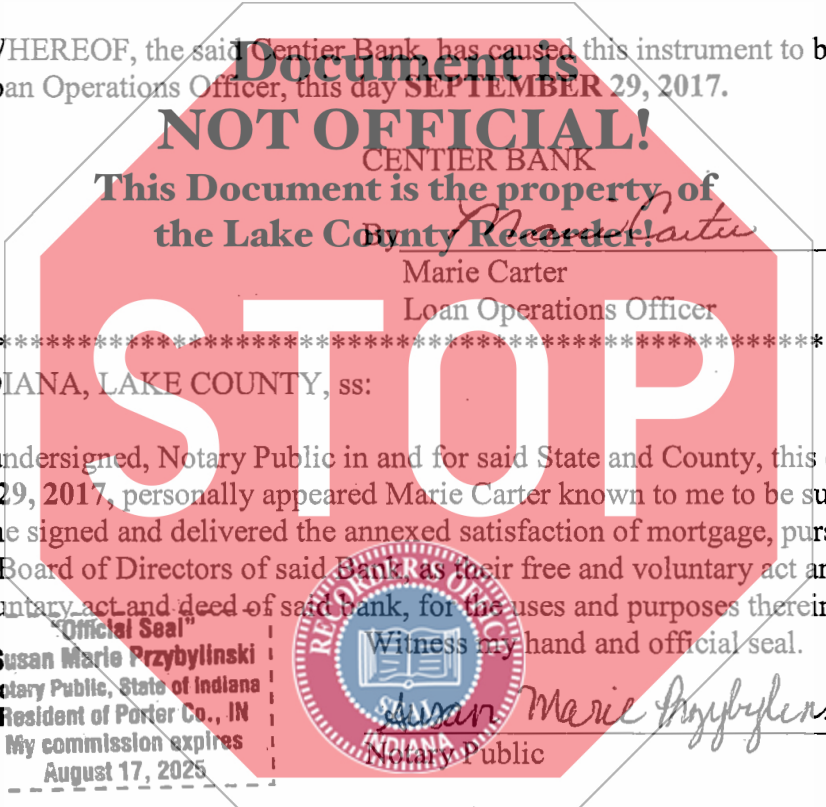 WHEREOF, the said Centier Bank, has caused this instrument to b
oan Operations Officer, this day SEPTEMBER 29, 2017.
Document is
NOT OFFICIAL!
CENTIER BANK
This Document is the property of
the Lake County Recorder!
By Marie Carter
Marie Carter
Loan Operations Officer
STOP
DIANA, LAKE COUNTY, ss:
ndersigned, Notary Public in and for said State and County, this
29, 2017, personally appeared Marie Carter known to me to be su
e signed and delivered the annexed satisfaction of mortgage, purs
Board of Directors of said Bank, as their free and voluntary act an
untary act and deed of said bank, for the uses and purposes therein
Witness my hand and official seal.
"Official Seal"
Susan Marie Przybylinski
otary Public, State of Indiana
Resident of Porter Co., IN
My commission expires
August 17, 2025
RECORDER'S OFFICE
SEAL
INDIANA
Susan Marie Przybylins
Notary Public